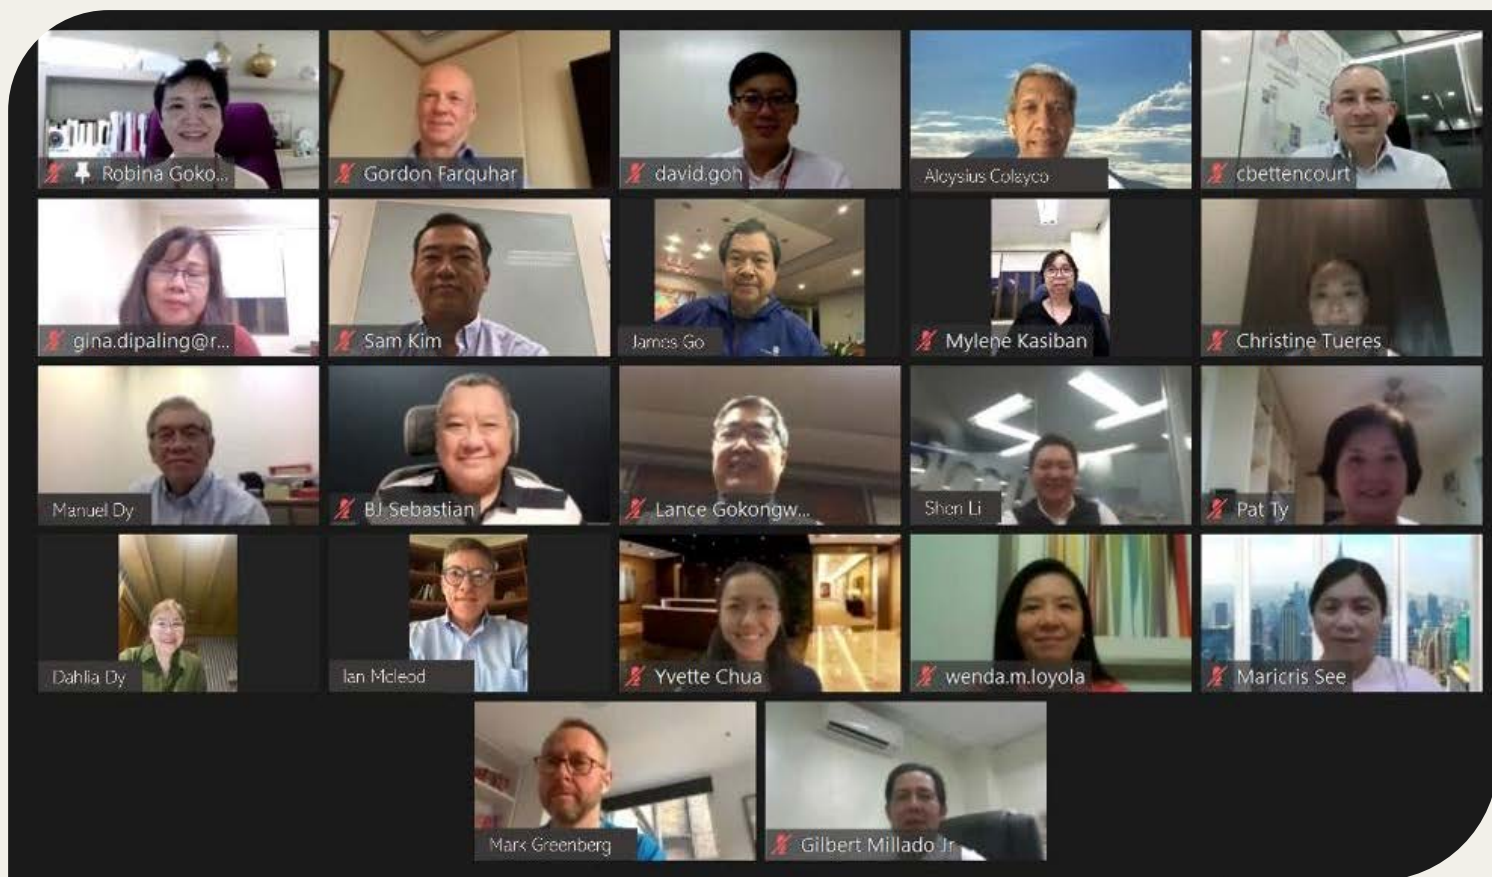 Robina Goko...
Gordon Farquhar
david.goh
Aloysius Colayco
cbettencourt
gina.dipaling@r...
Sam Kim
James Go
Mylene Kasiban
Christine Tueres
Manuel Dy
BJ Sebastian
Lance Gokongw...
Shen Li
Pat Ty
Dahlia Dy
Ian Mcleod
Yvette Chua
wenda.m.loyola
Maricris See
Mark Greenberg
Gilbert Millado Jr